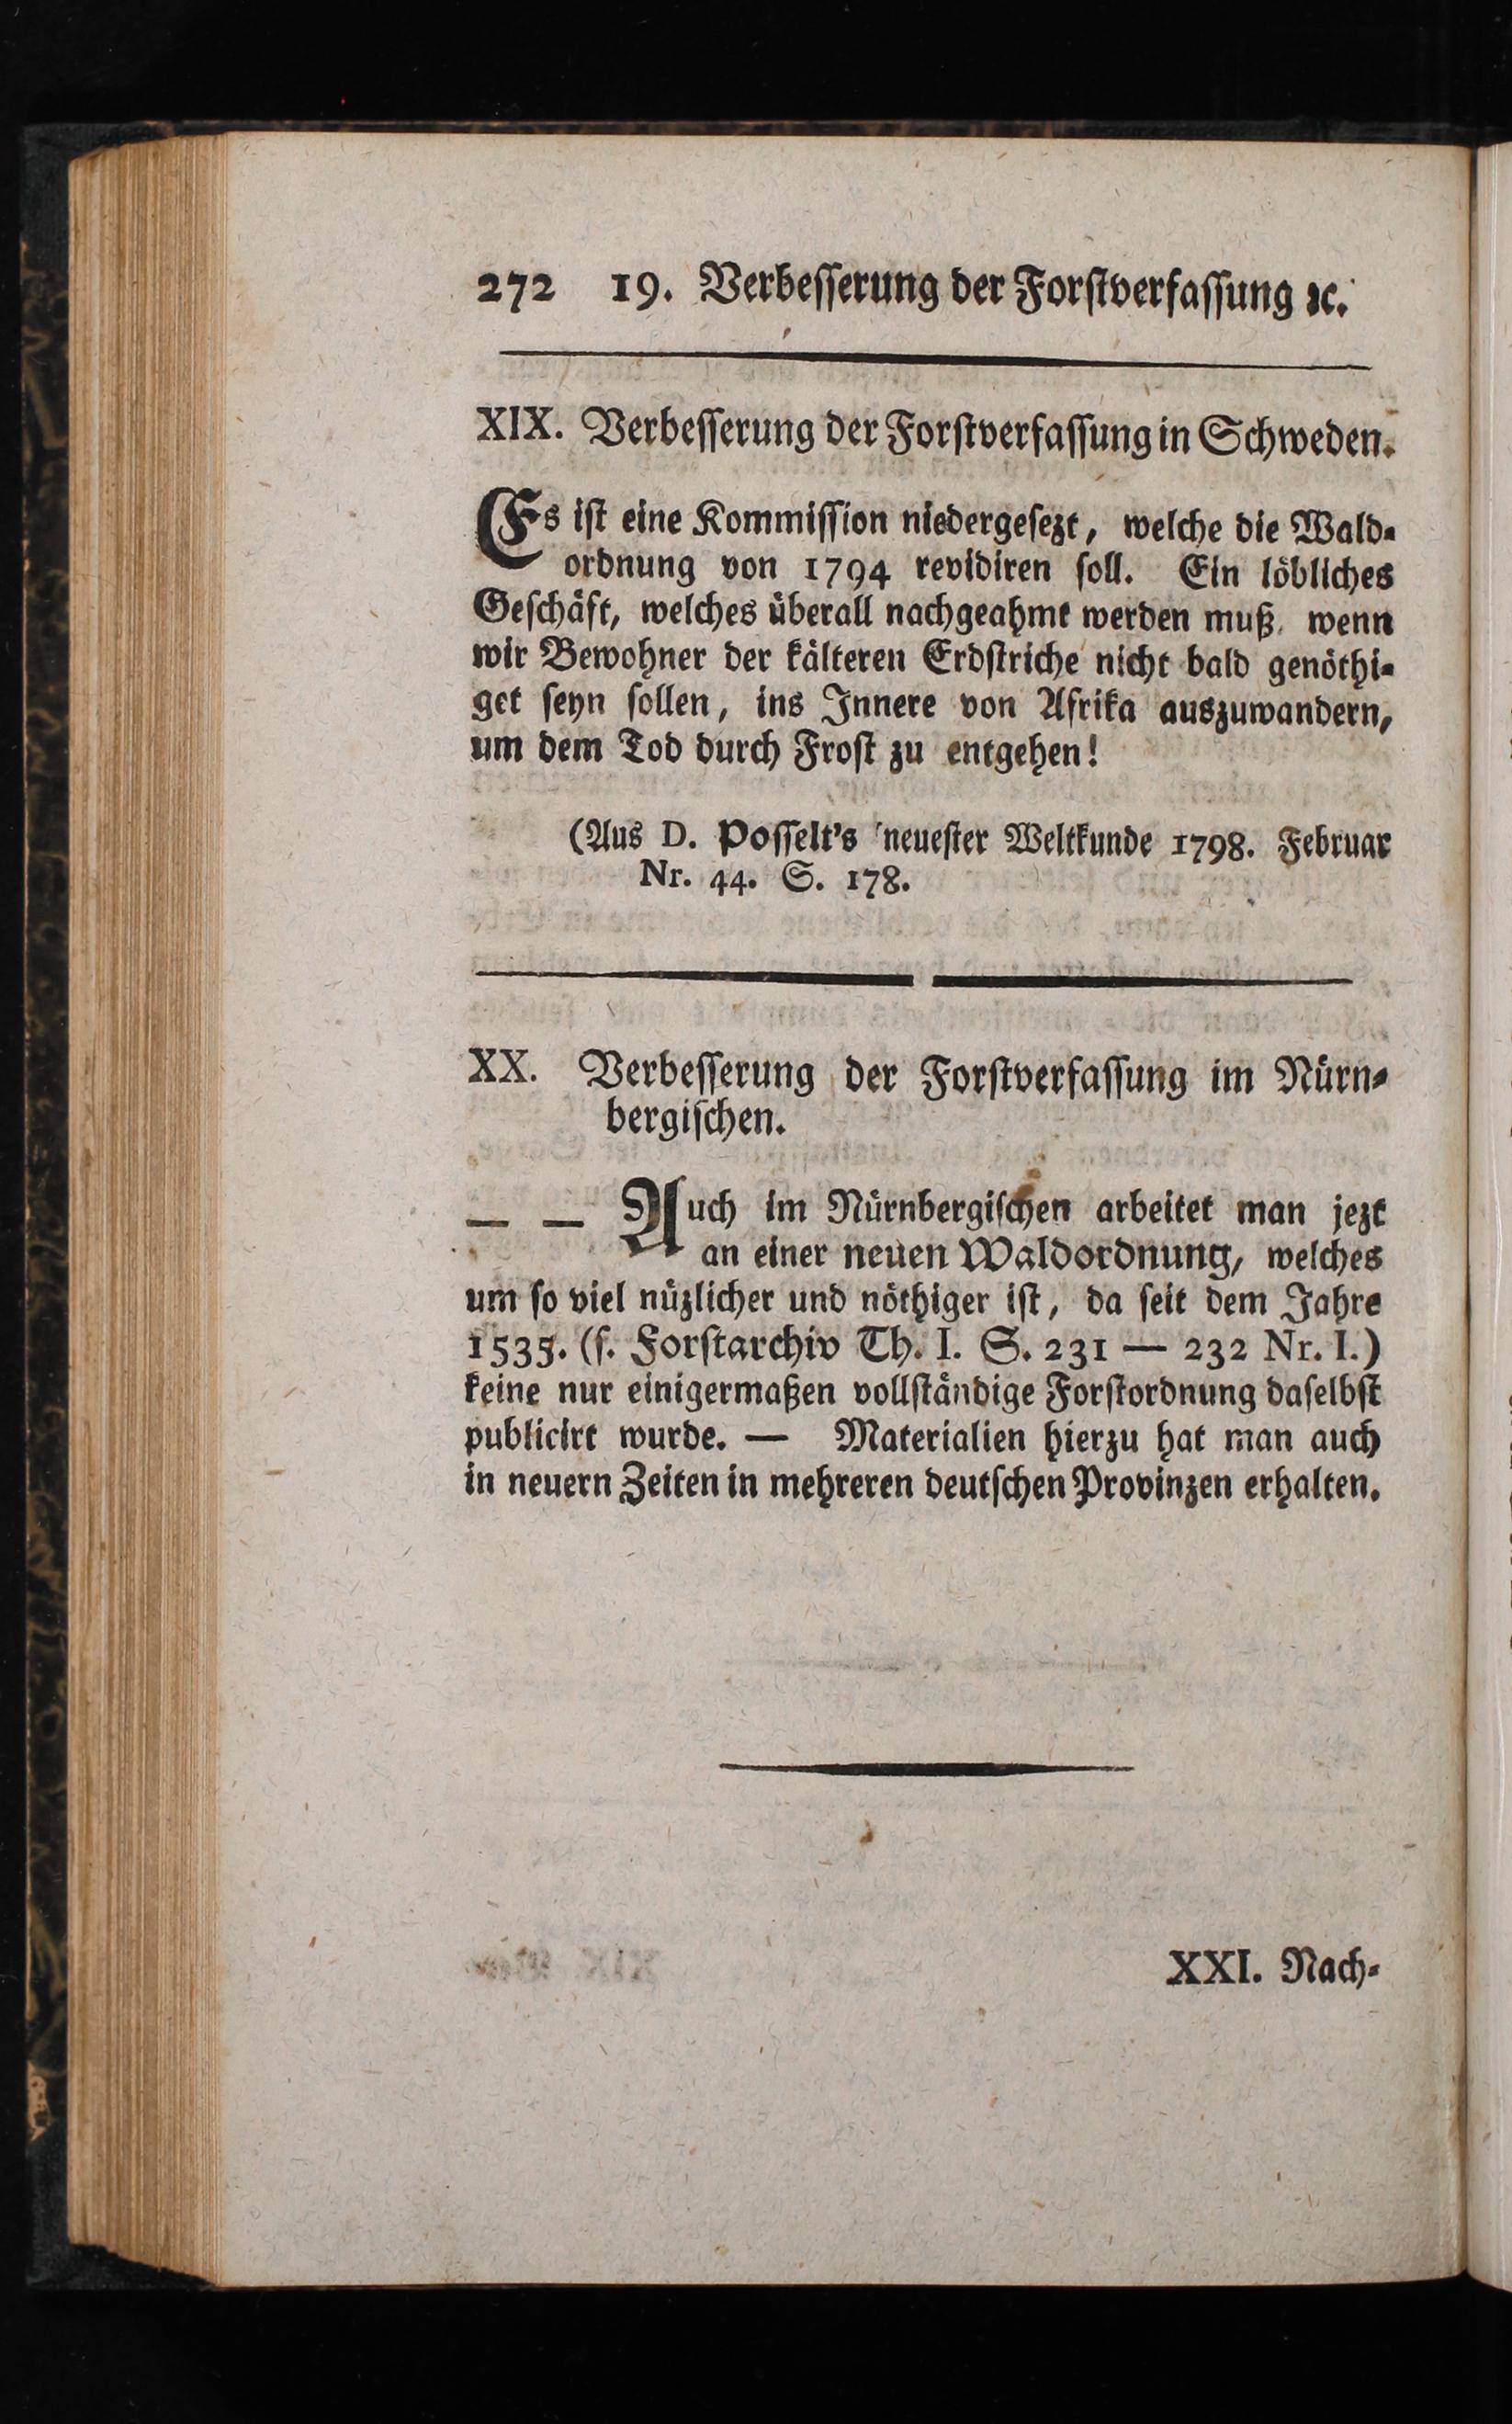 272 19. Verbesserung der Forstverfassung ꝛc.
XIX. Verbesserung der Forstverfassung in Schweden.
Es ist eine Kommission niedergesezt, welche die Wald-
ordnung von 1794 revidiren soll. Ein löbliches
Geschäft, welches überall nachgeahmt werden muß, wenn
wir Bewohner der kälteren Erdstriche nicht bald genöthi-
get seyn sollen, ins Innere von Afrika auszuwandern,
um dem Tod durch Frost zu entgehen!
(Aus D. Posselt's neuester Weltkunde 1798. Februar
Nr. 44. S. 178.
XX. Verbesserung der Forstverfassung im Nürn-
bergischen.
— — Auch im Nürnbergischen arbeitet man jezt
an einer neuen Waldordnung, welches
um so viel nüzlicher und nöthiger ist, da seit dem Jahre
1535. (s. Forstarchiv Th. I. S. 231 — 232 Nr. I.)
keine nur einigermaßen vollständige Forstordnung daselbst
publicirt wurde. — Materialien hierzu hat man auch
in neuern Zeiten in mehreren deutschen Provinzen erhalten.
XXI. Nach-